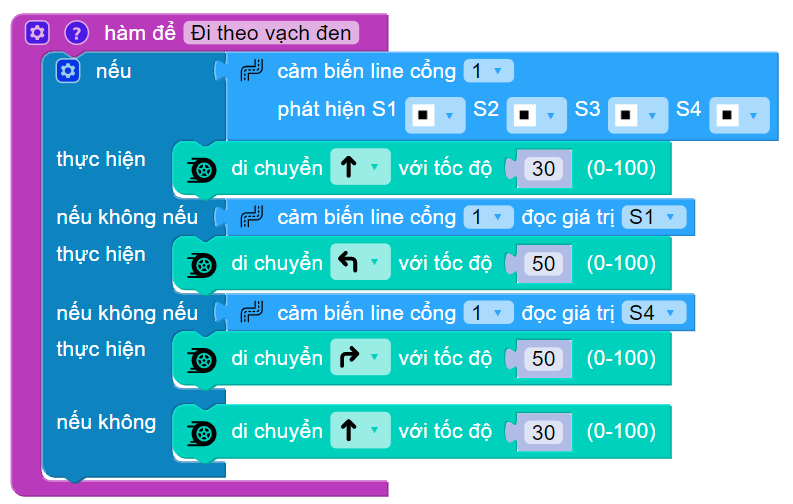 ? hàm để Đi theo vạch đen
nếu cảm biến line cổng 1
phát hiện S1 S2 S3 S4
thực hiện di chuyển với tốc độ 30 (0-100)
nếu không nếu cảm biến line cổng 1 đọc giá trị S1
thực hiện di chuyển với tốc độ 50 (0-100)
nếu không nếu cảm biến line cổng 1 đọc giá trị S4
thực hiện di chuyển với tốc độ 50 (0-100)
nếu không di chuyển với tốc độ 30 (0-100)